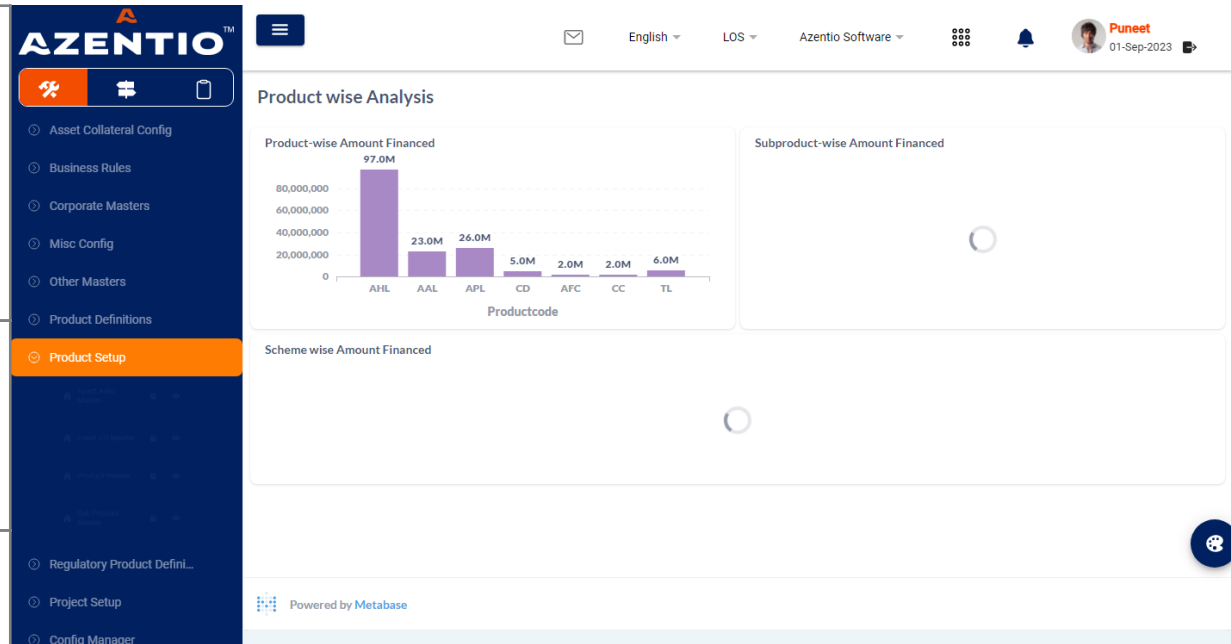 AZENTIO™
English
LOS
Azentio Software
Puneet
01-Sep-2023
Asset Collateral Config
Business Rules
Corporate Masters
Misc Config
Other Masters
Product Definitions
Product Setup
Regulatory Product Defini...
Project Setup
Config Manager
Product wise Analysis
Product-wise Amount Financed
97.0M
80,000,000
60,000,000
40,000,000
20,000,000
0
23.0M
26.0M
5.0M
2.0M
2.0M
6.0M
AHL
AAL
APL
CD
AFC
CC
TL
Productcode
Subproduct-wise Amount Financed
Scheme wise Amount Financed
Powered by Metabase